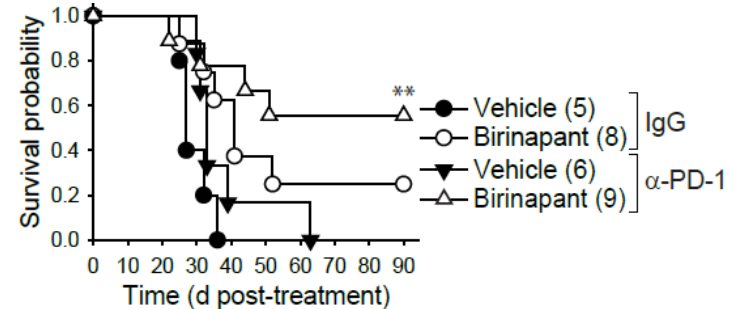 Survival probability
1.0
0.8
0.6
0.4
0.2
0.0
0 10 20 30 40 50 60 70 80 90
Time (d post-treatment)
**
Vehicle (5)
Birinapant (8)
IgG
Vehicle (6)
Birinapant (9)
α-PD-1